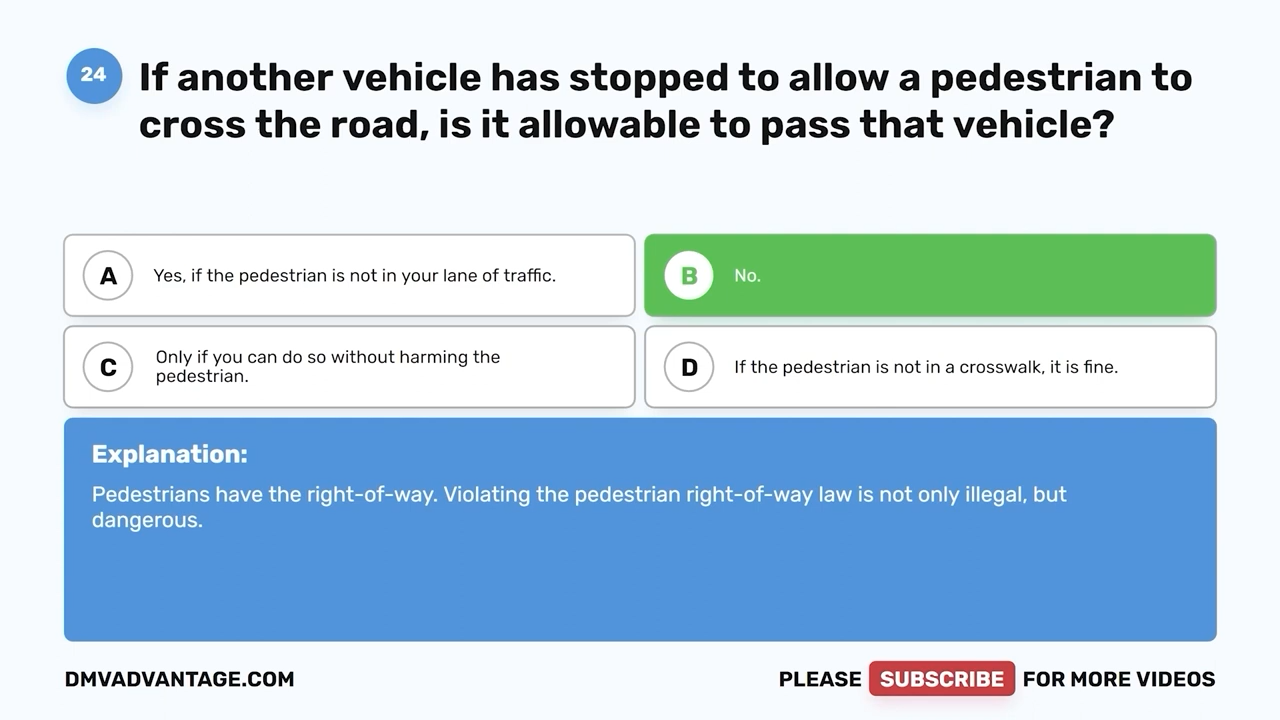 24
If another vehicle has stopped to allow a pedestrian to
cross the road, is it allowable to pass that vehicle?
A
Yes, if the pedestrian is not in your lane of traffic.
B
No.
C
Only if you can do so without harming the
pedestrian.
D
If the pedestrian is not in a crosswalk, it is fine.
Explanation:
Pedestrians have the right-of-way. Violating the pedestrian right-of-way law is not only illegal, but
dangerous.
DMVADVANTAGE.COM
PLEASE SUBSCRIBE FOR MORE VIDEOS